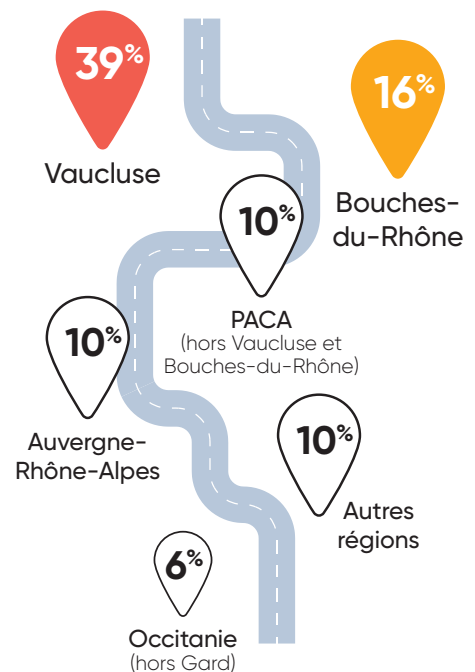 39%
Vaucluse
16%
Bouches-
du-Rhône
10%
PACA
(hors Vaucluse et
Bouches-du-Rhône)
10%
Auvergne-
Rhône-Alpes
10%
Autres
régions
6%
Occitanie
(hors Gard)